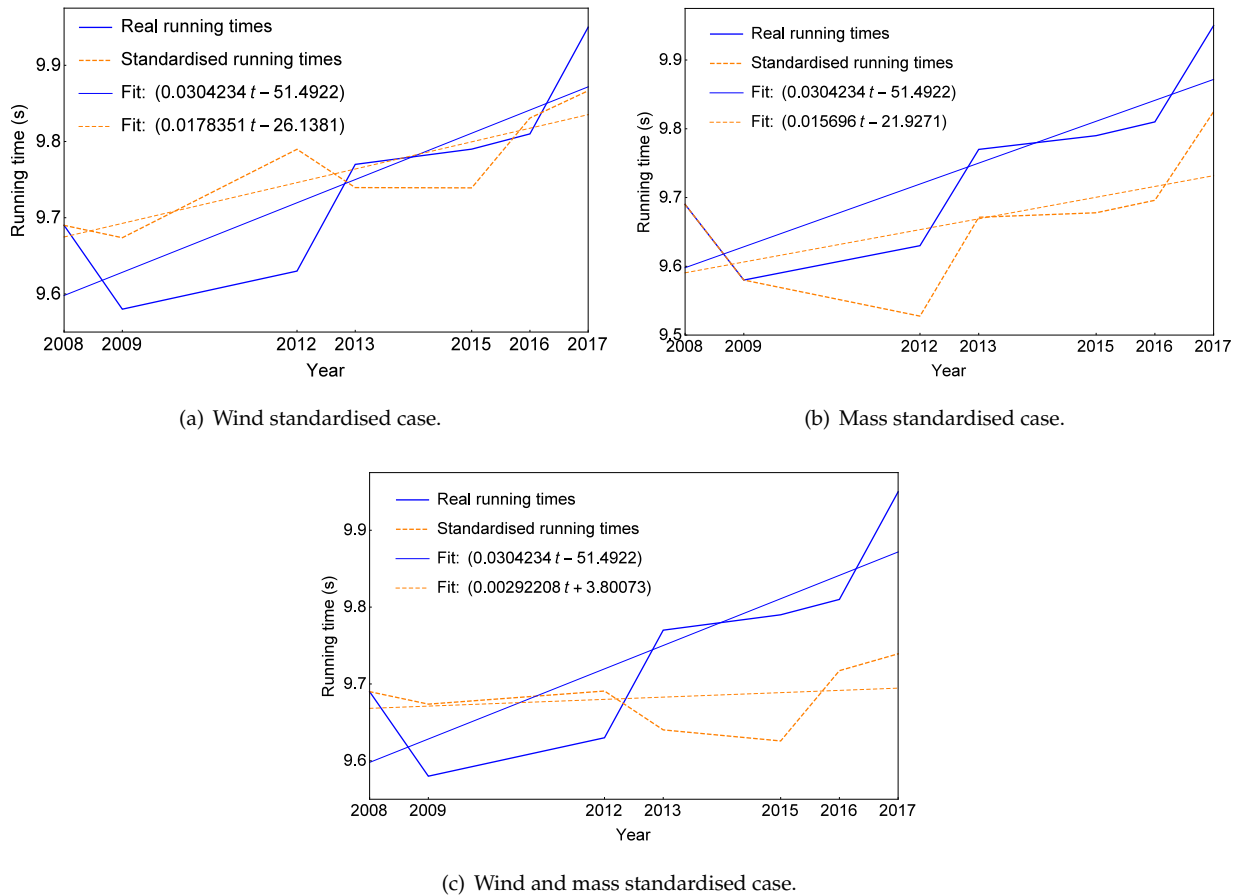 Real running times
Standardised running times
Fit: (0.0304234 t − 51.4922)
Fit: (0.0178351 t − 26.1381)
9.9
9.8
9.7
9.6
Running time (s)
2008 2009 2012 2013 2015 2016 2017
Year
(a) Wind standardised case.
Real running times
Standardised running times
Fit: (0.0304234 t − 51.4922)
Fit: (0.015696 t − 21.9271)
9.9
9.8
9.7
9.6
9.5
Running time (s)
2008 2009 2012 2013 2015 2016 2017
Year
(b) Mass standardised case.
Real running times
Standardised running times
Fit: (0.0304234 t − 51.4922)
Fit: (0.00292208 t + 3.80073)
9.9
9.8
9.7
9.6
Running time (s)
2008 2009 2012 2013 2015 2016 2017
Year
(c) Wind and mass standardised case.